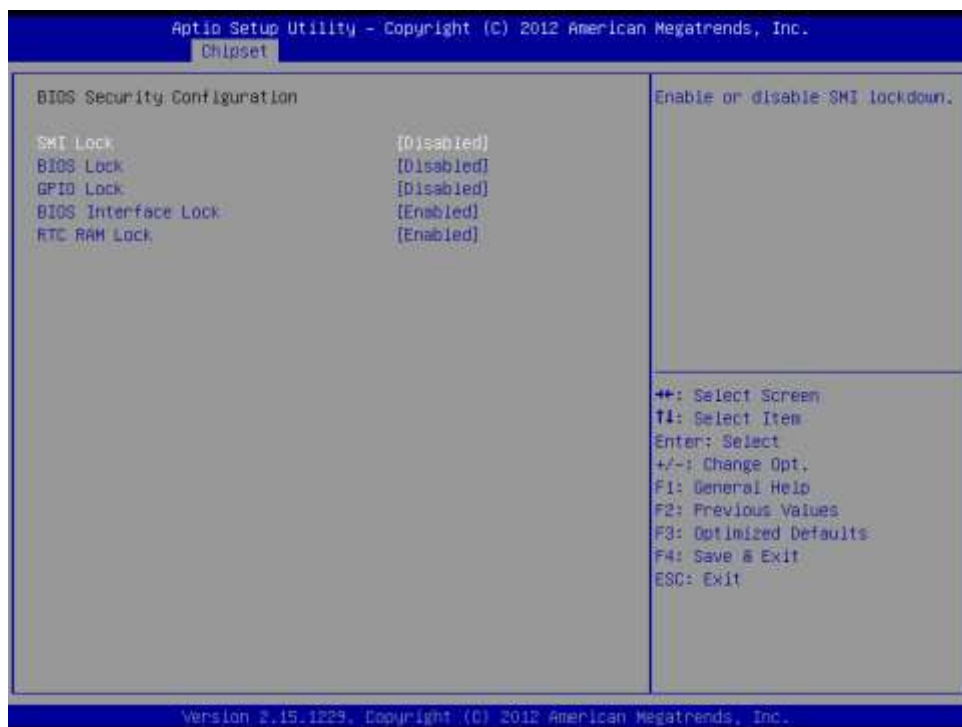 Aptio Setup Utility - Copyright (C) 2012 American Megatrends, Inc.
Chipset
BIOS Security Configuration
SMI Lock [Disabled]
BIOS Lock [Disabled]
GPIO Lock [Disabled]
BIOS Interface Lock [Enabled]
RTC RAM Lock [Enabled]
Enable or disable SMI lockdown.
→←: Select Screen
↑↓: Select Item
Enter: Select
+/-: Change Opt.
F1: General Help
F2: Previous Values
F3: Optimized Defaults
F4: Save & Exit
ESC: Exit
Version 2.15.1229. Copyright (C) 2012 American Megatrends, Inc.